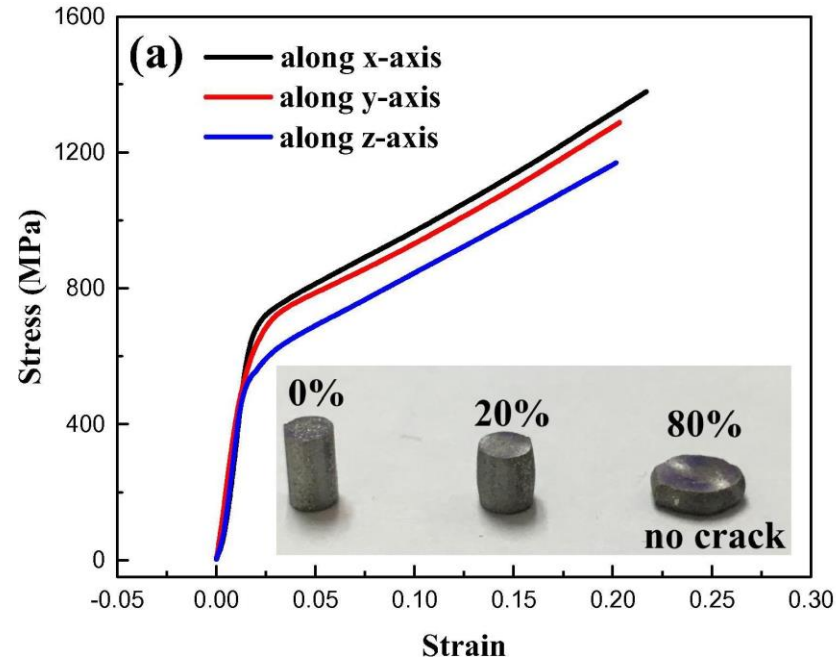 (a)
along x-axis
along y-axis
along z-axis
Stress (MPa)
1600
1200
800
400
0
0%
20%
80%
no crack
-0.05
0.00
0.05
0.10
0.15
0.20
0.25
0.30
Strain